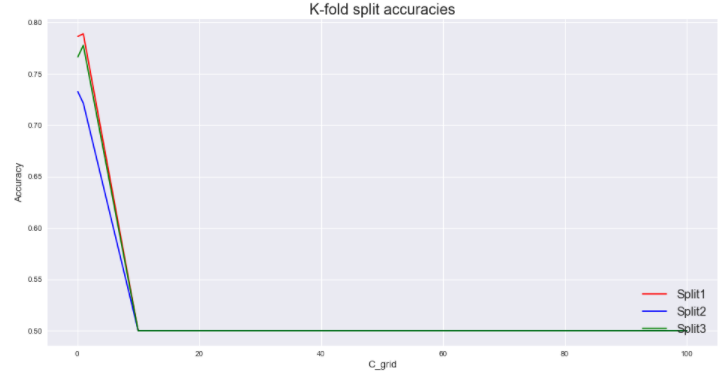 K-fold split accuracies
0.80
0.75
0.70
0.65
0.60
0.55
0.50
Accuracy
Split1
Split2
Split3
0 20 40 60 80 100
C_grid